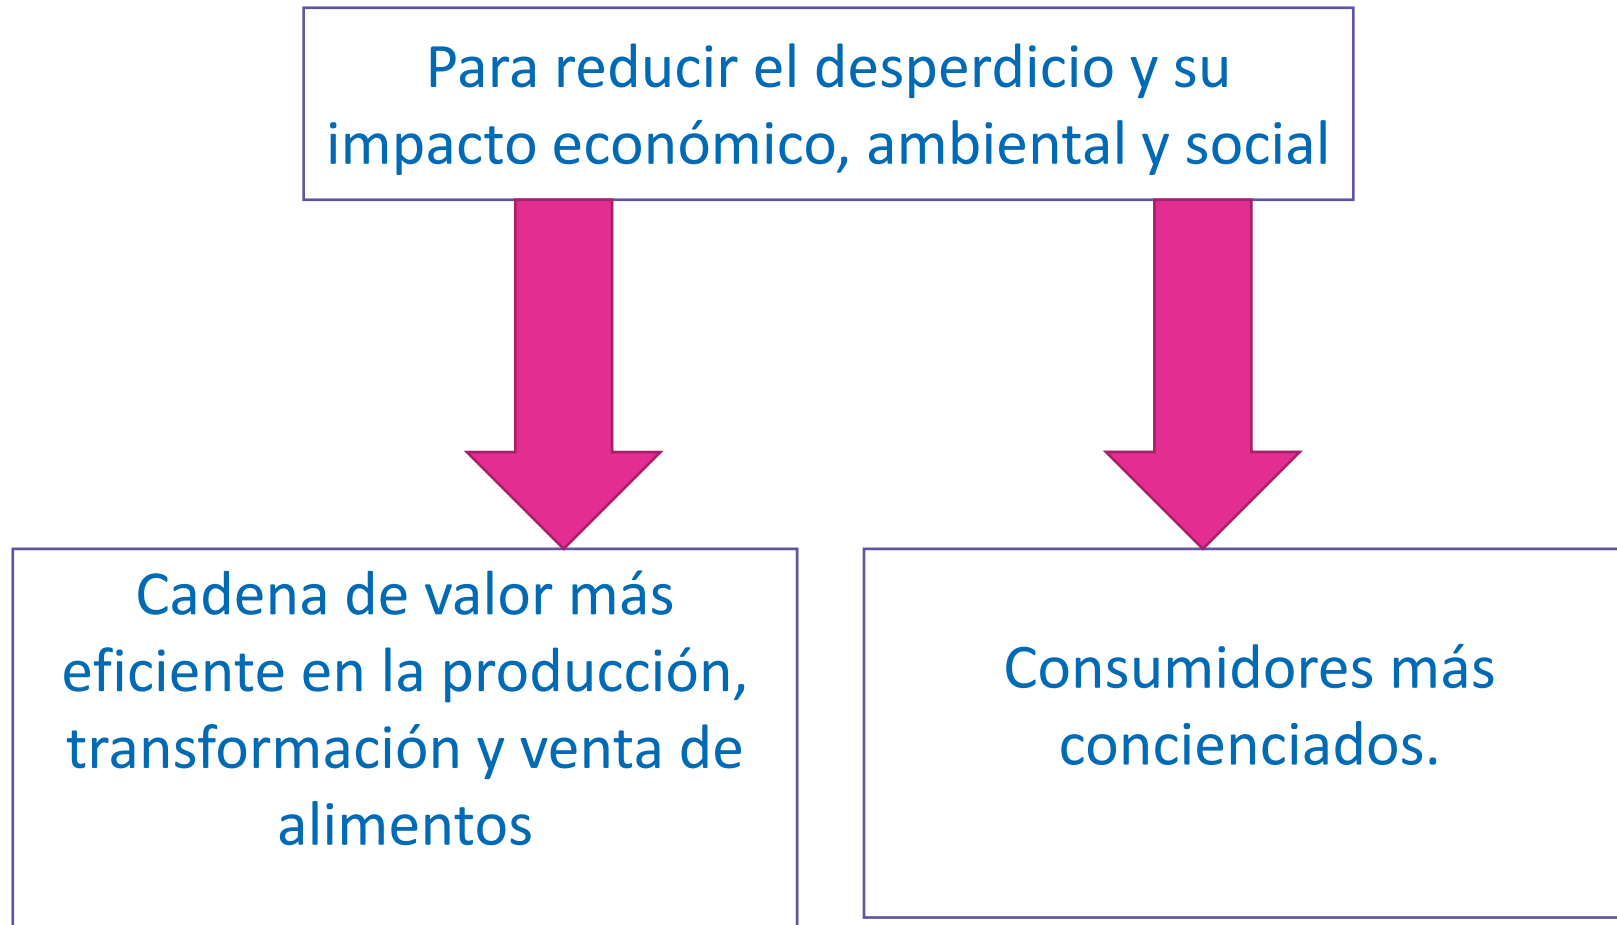 Para reducir el desperdicio y su
impacto económico, ambiental y social
Cadena de valor más
eficiente en la producción,
transformación y venta de
alimentos
Consumidores más
concienciados.